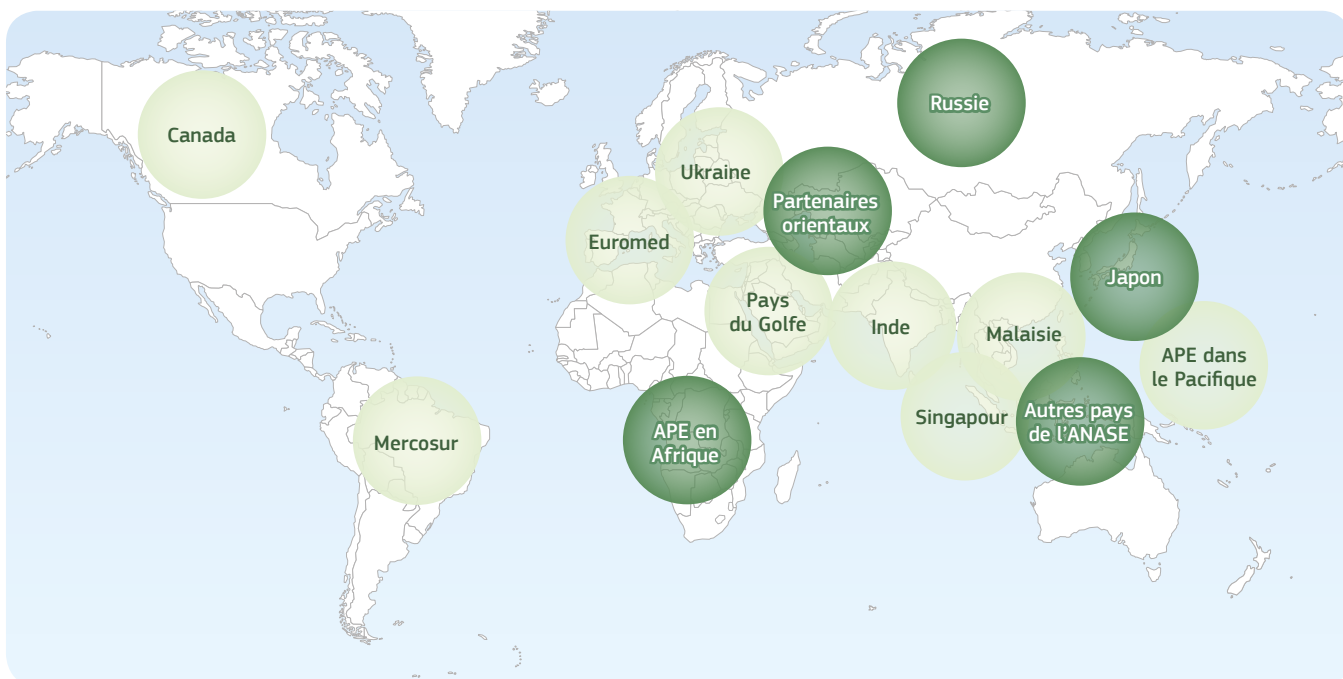 Russie
Canada
Ukraine
Partenaires
orientaux
Euromed
Japon
Pays
du Golfe
Inde
Malaisie
APE dans
le Pacifique
Singapour
Autres pays
de l'ANASE
Mercosur
APE en
Afrique